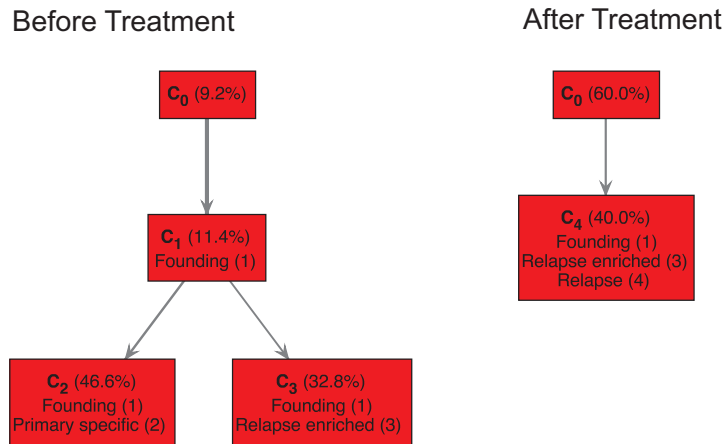 Before Treatment
C0 (9.2%)
C1 (11.4%)
Founding (1)
C2 (46.6%)
Founding (1)
Primary specific (2)
C3 (32.8%)
Founding (1)
Relapse enriched (3)
After Treatment
C0 (60.0%)
C4 (40.0%)
Founding (1)
Relapse enriched (3)
Relapse (4)